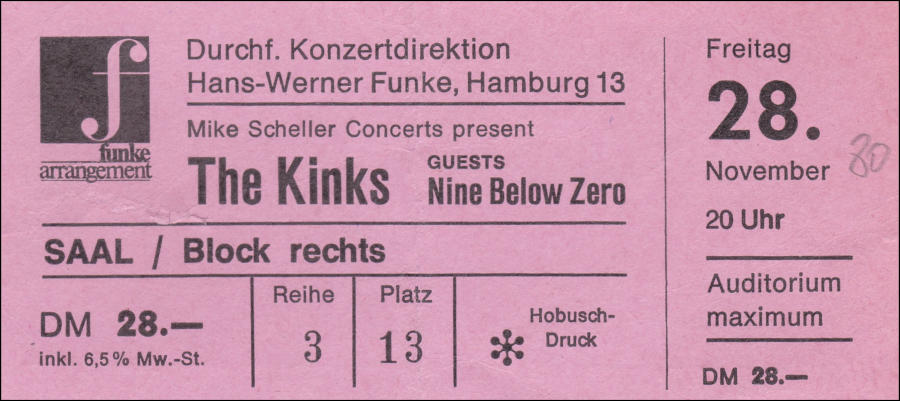 f
funke
arrangement
Durchf. Konzertdirektion
Hans-Werner Funke, Hamburg 13
Mike Scheller Concerts present
The Kinks
GUESTS
Nine Below Zero
SAAL / Block rechts
DM 28.—
inkl. 6,5% Mw.-St.
Reihe
3
Platz
13
Hobusch-
Druck
Freitag
28.
November
80
20 Uhr
Auditorium
maximum
DM 28.—